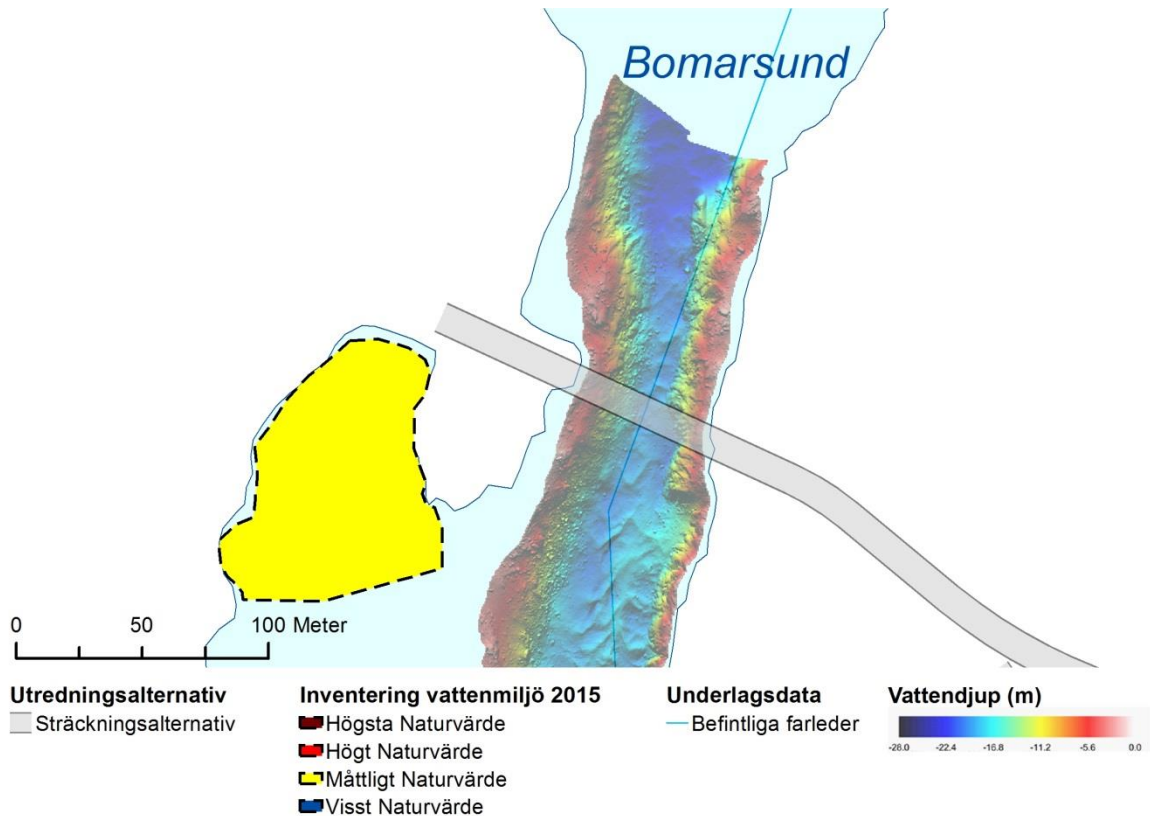 Bomarsund
0 50 100 Meter
Utredningsalternativ
Sträckningsalternativ
Inventering vattenmiljö 2015
Högsta Naturvärde
Högt Naturvärde
Måttligt Naturvärde
Visst Naturvärde
Underlagsdata
Befintliga farleder
Vattendjup (m)
-28.0 -22.4 -16.8 -11.2 -5.6 0.0